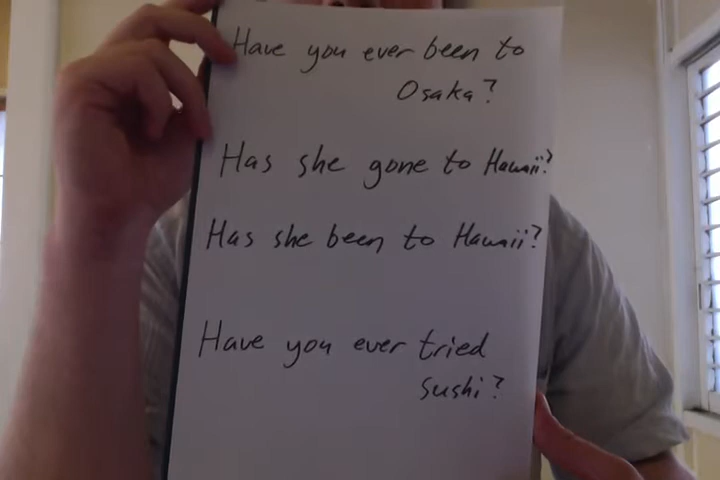 Have you ever been to
Osaka?
Has she gone to Hawaii?
Has she been to Hawaii?
Have you ever tried
sushi?